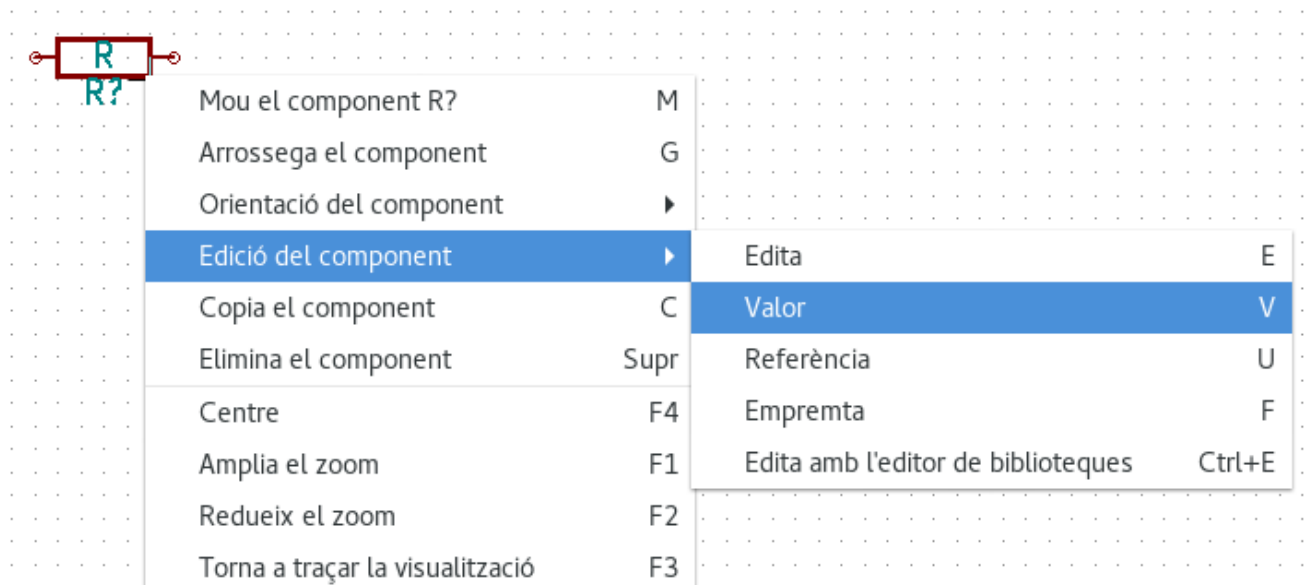 R
R?
Mou el component R? M
Arrossega el component G
Orientació del component
Edició del component
Copia el component C
Elimina el component Supr
Centre F4
Amplia el zoom F1
Redueix el zoom F2
Torna a traçar la visualització F3
Edita E
Valor V
Referència U
Empremta F
Edita amb l'editor de biblioteques Ctrl+E